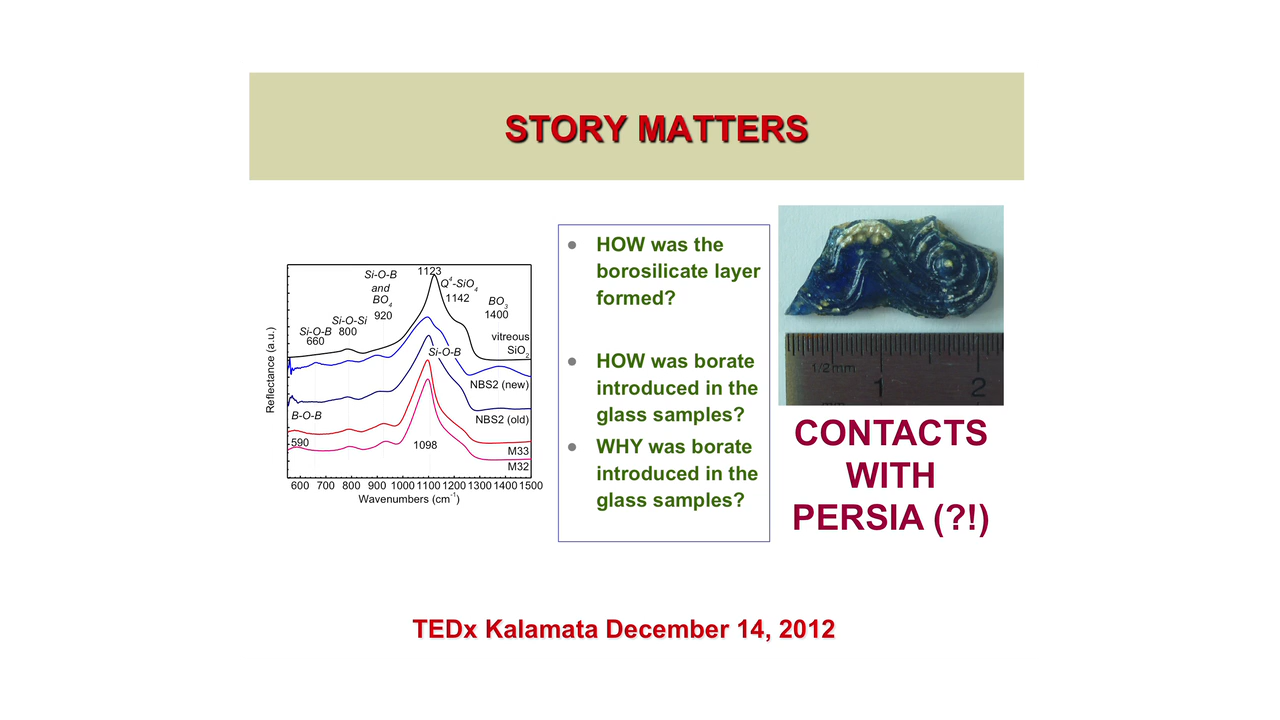 STORY MATTERS
Si-O-B
and
BO4
920
1123
Q4-SiO4
1142
BO3
1400
Si-O-Si
800
Si-O-B
660
vitreous
SiO2
Si-O-B
NBS2 (new)
B-O-B
NBS2 (old)
590
1098
M33
M32
600 700 800 900 1000 1100 1200 1300 1400 1500
Wavenumbers (cm-1)
Reflectance (a.u.)
● HOW was the
borosilicate layer
formed?
● HOW was borate
introduced in the
glass samples?
● WHY was borate
introduced in the
glass samples?
1/2 mm
1 2
CONTACTS
WITH
PERSIA (?!)
TEDx Kalamata December 14, 2012